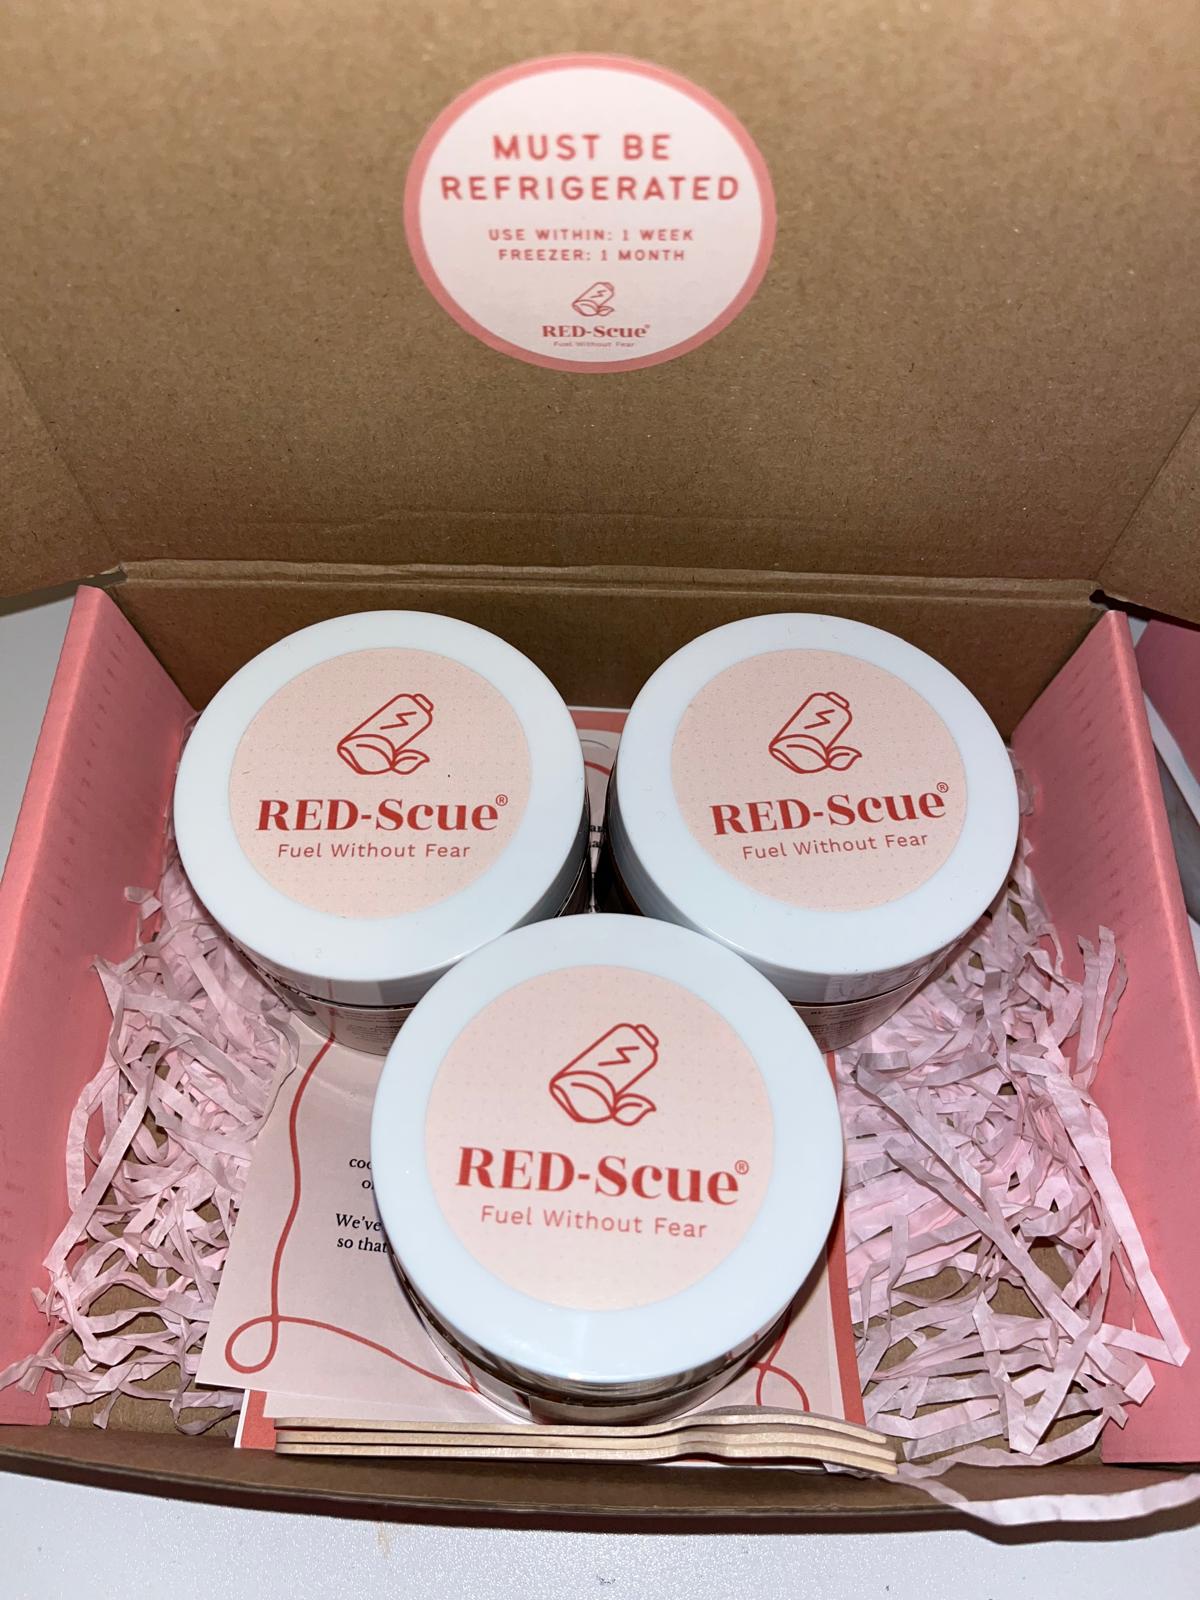 MUST BE
REFRIGERATED
USE WITHIN: 1 WEEK
FREEZER: 1 MONTH
RED-Scue®
Fuel Without Fear
RED-Scue®
Fuel Without Fear
RED-Scue®
Fuel Without Fear
RED-Scue®
Fuel Without Fear
We've
so that